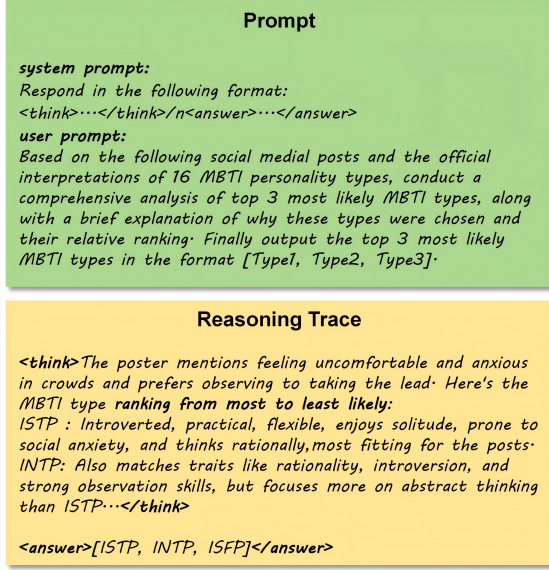 Prompt
system prompt:
Respond in the following format:
<think>···</think>/n<answer>···</answer>
user prompt:
Based on the following social medial posts and the official
interpretations of 16 MBTI personality types, conduct a
comprehensive analysis of top 3 most likely MBTI types, along
with a brief explanation of why these types were chosen and
their relative ranking. Finally output the top 3 most likely
MBTI types in the format [Type1, Type2, Type3].
Reasoning Trace
<think>The poster mentions feeling uncomfortable and anxious
in crowds and prefers observing to taking the lead. Here's the
MBTI type ranking from most to least likely:
ISTP : Introverted, practical, flexible, enjoys solitude, prone to
social anxiety, and thinks rationally,most fitting for the posts.
INTP: Also matches traits like rationality, introversion, and
strong observation skills, but focuses more on abstract thinking
than ISTP···</think>
<answer>[ISTP, INTP, ISFP]</answer>